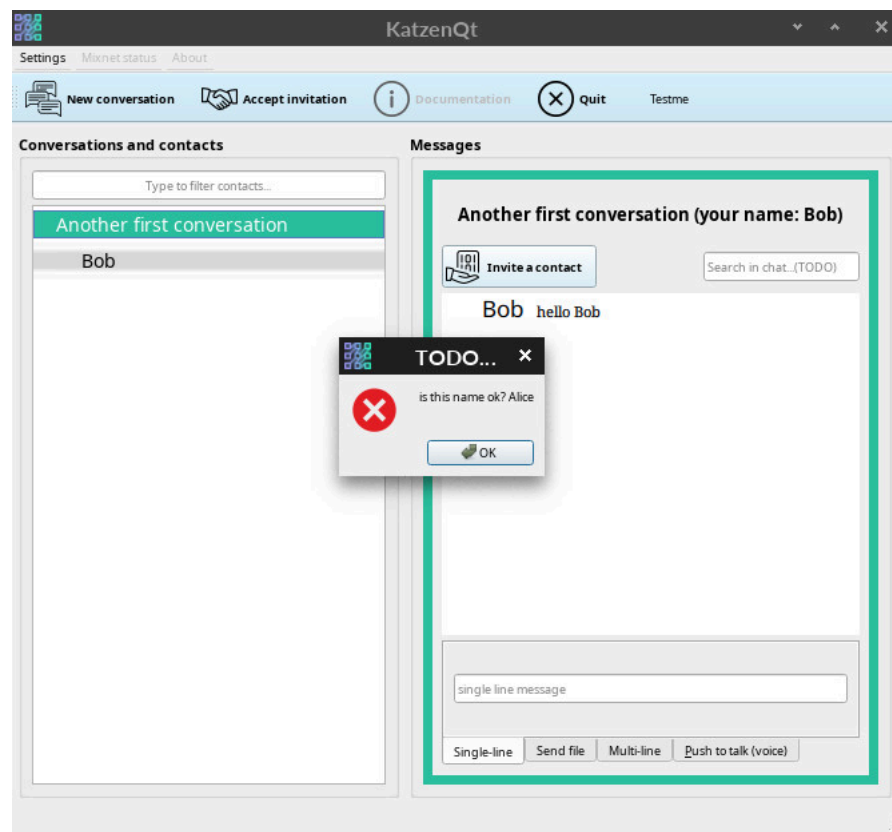 KatzenQt
Settings Mixnet status About
New conversation Accept invitation Documentation Quit Testme
Conversations and contacts
Type to filter contacts...
Another first conversation
Bob
Messages
Another first conversation (your name: Bob)
Invite a contact Search in chat...(TODO)
Bob hello Bob
TODO...
is this name ok? Alice
OK
single line message
Single-line Send file Multi-line Push to talk (voice)